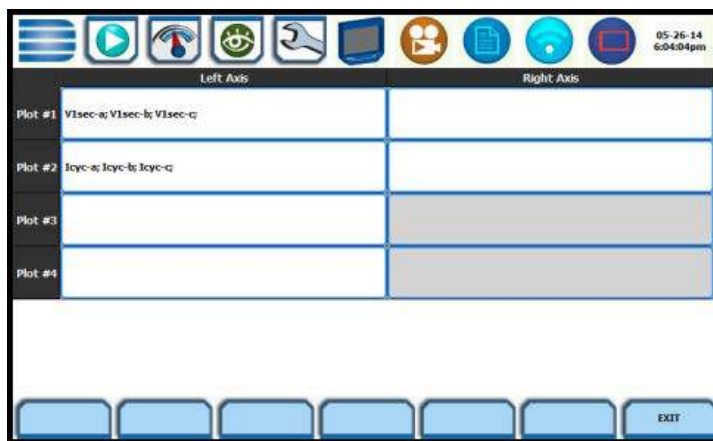 05-26-14
6:04:04pm
Left Axis Right Axis
Plot #1 V1sec-a; V1sec-b; V1sec-c;
Plot #2 Icyc-a; Icyc-b; Icyc-c;
Plot #3
Plot #4
EXIT